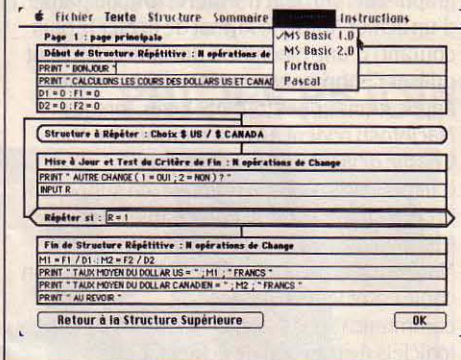 Fichier Texte Structure Sommaire Instructions
MS Basic 1.0
MS Basic 2.0
Fortran
Pascal
Page 1 : page principale
Début de Structure Répétitive : N opérations de
PRINT " BONJOUR "
PRINT " CALCULONS LES COURS DES DOLLARS US ET CANAD
D1 = 0 : F1 = 0
D2 = 0 : F2 = 0
Structure à Répéter : Choix $ US / $ CANADA
Mise à Jour et Test du Critère de Fin : N opérations de Change
PRINT " AUTRE CHANGE ( 1 = OUI ; 2 = NON ) ? "
INPUT R
Répéter si : R = 1
Fin de Structure Répétitive : N opérations de Change
M1 = F1 / D1 : M2 = F2 / D2
PRINT " TAUX MOYEN DU DOLLAR US = " ; M1 ; " FRANCS "
PRINT " TAUX MOYEN DU DOLLAR CANADIEN = " ; M2 ; " FRANCS "
PRINT " AU REVOIR "
Retour à la Structure Supérieure
OK